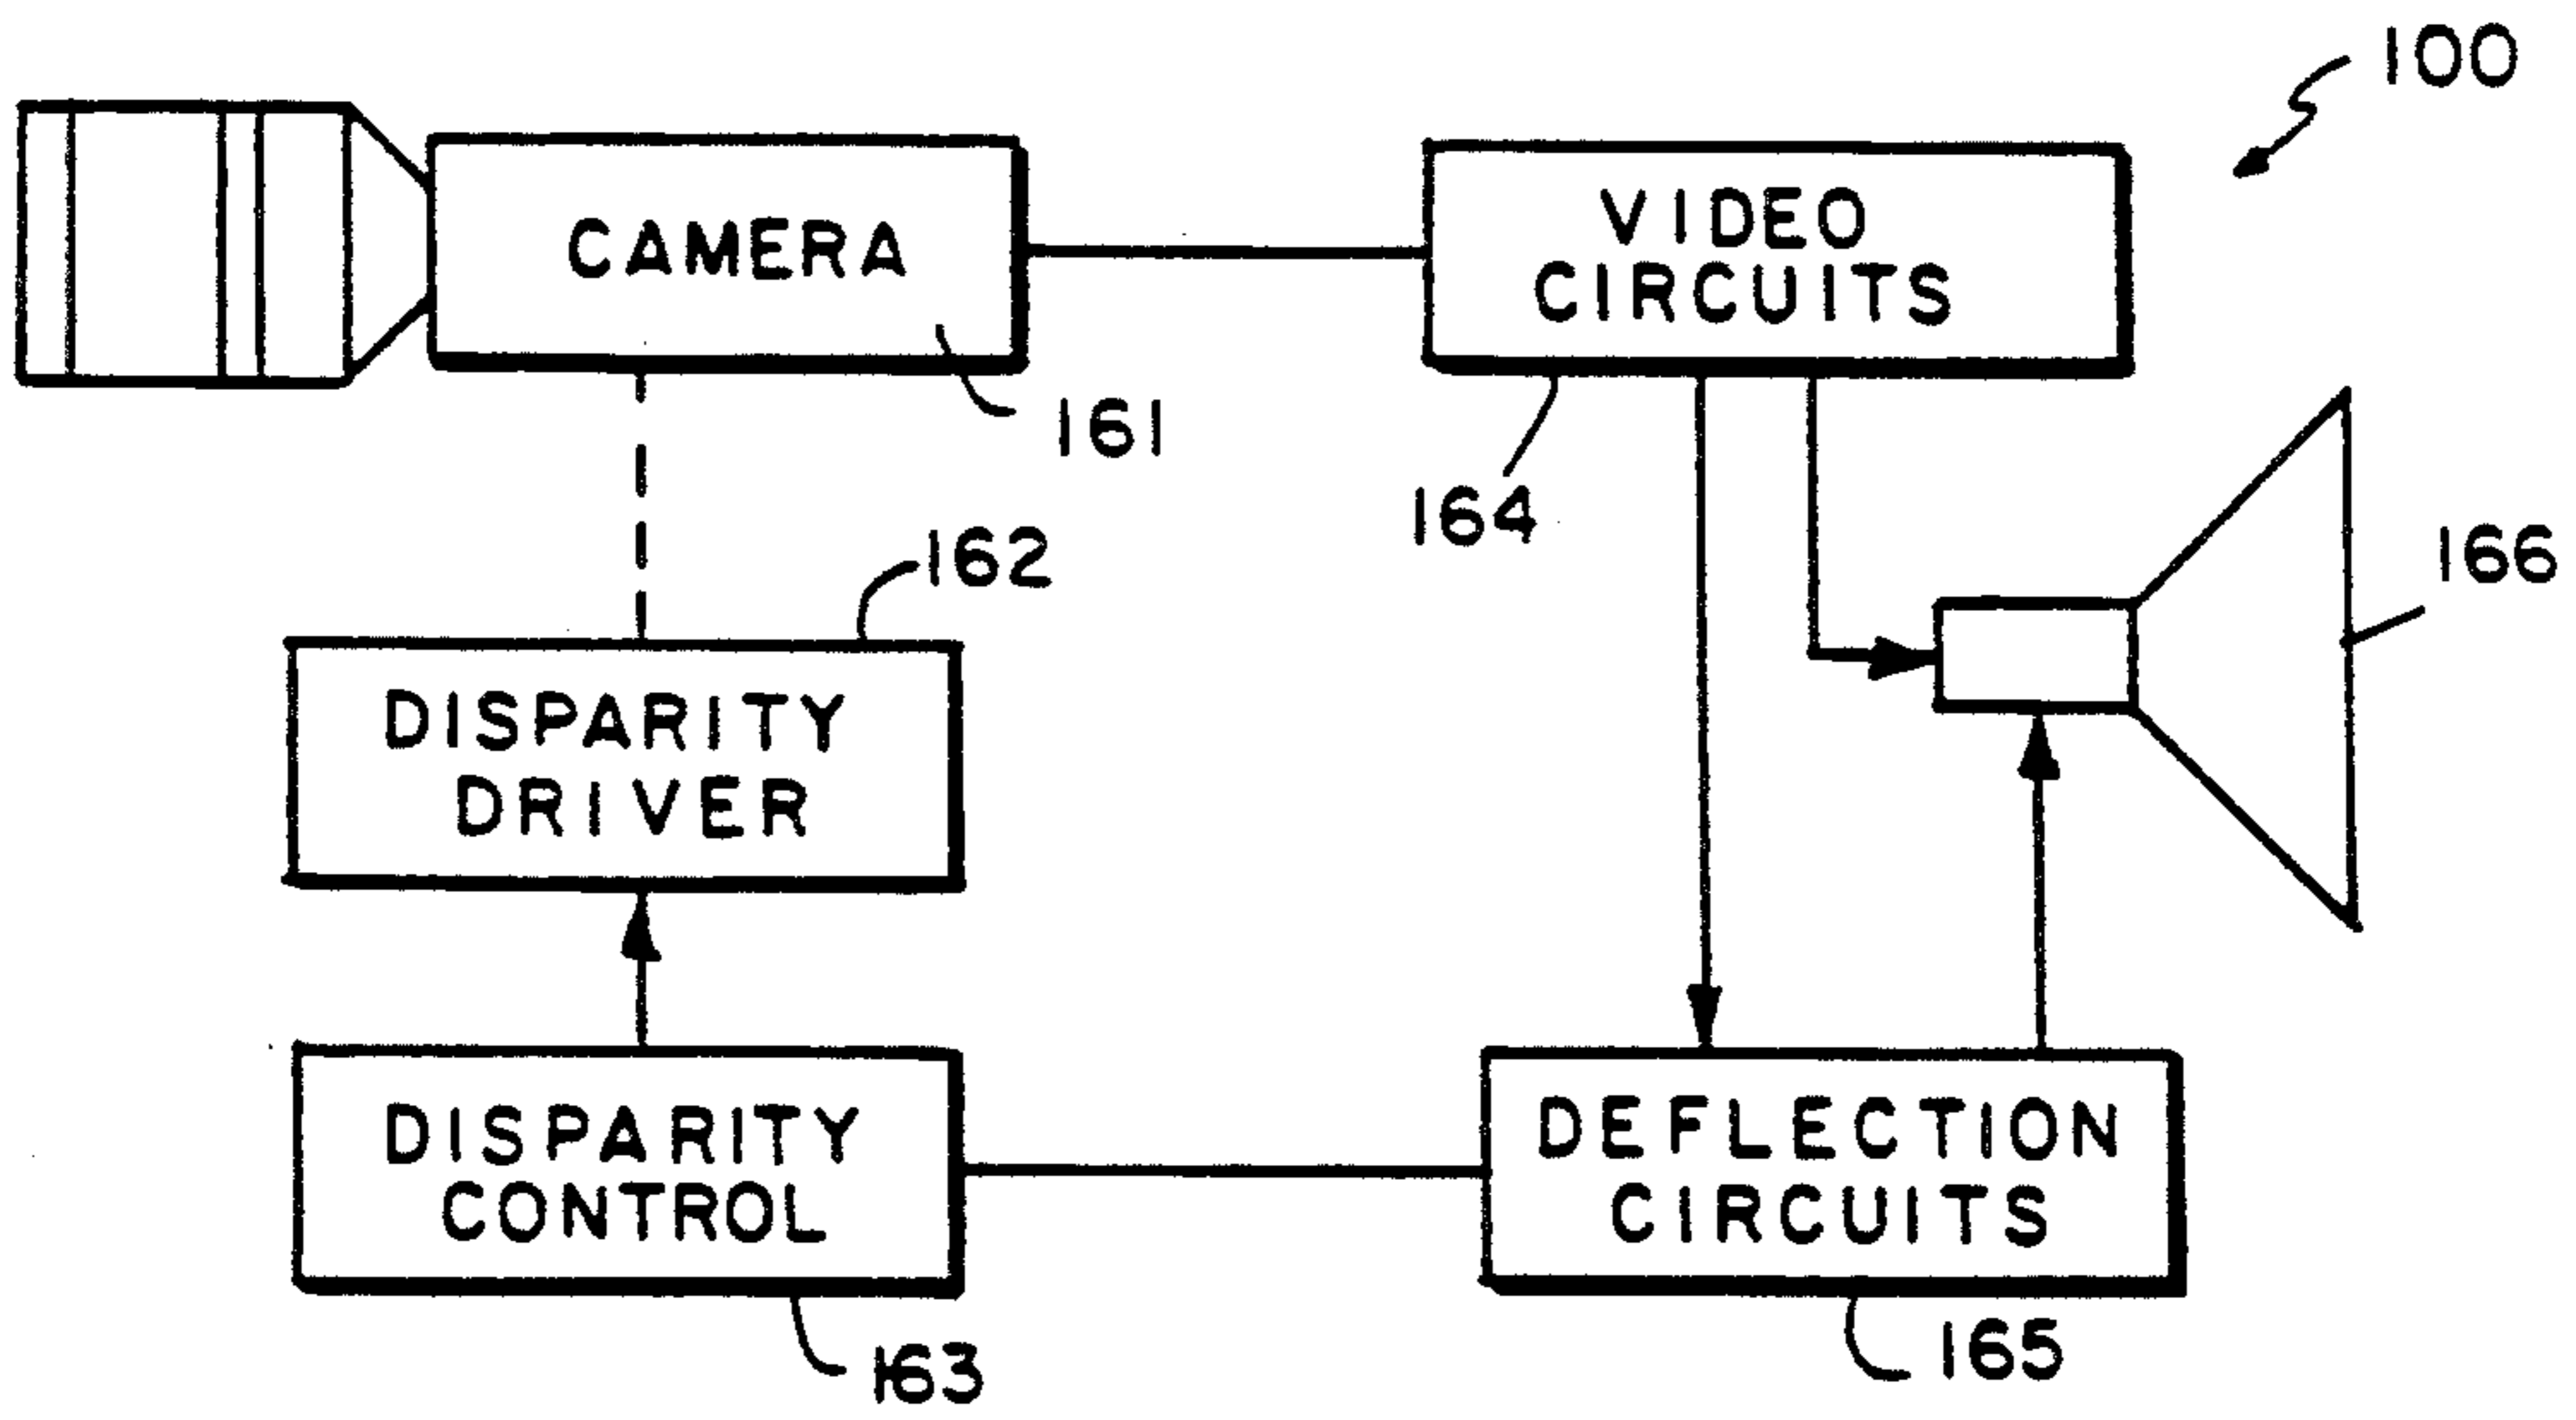 100
CAMERA
VIDEO
CIRCUITS
161
164
162
166
DISPARITY
DRIVER
DISPARITY
CONTROL
DEFLECTION
CIRCUITS
163
165